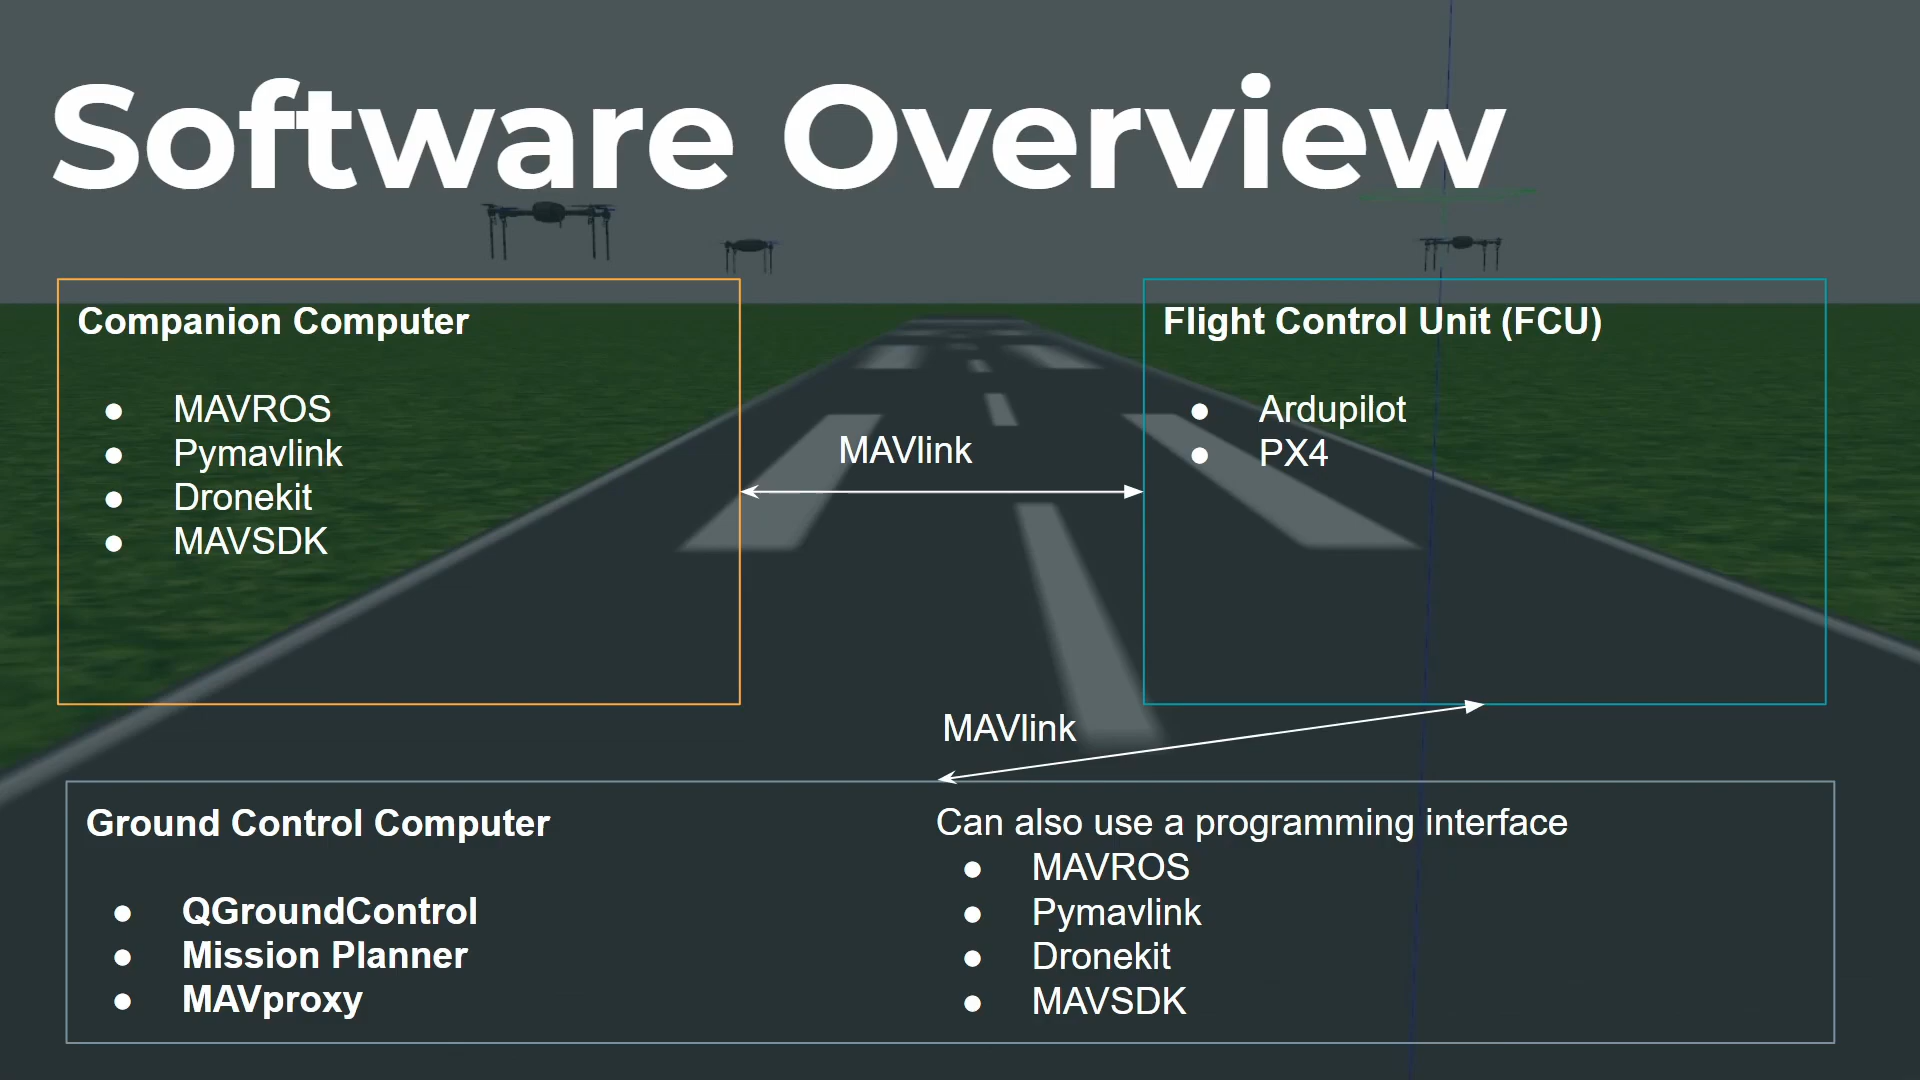 Software Overview
Companion Computer
● MAVROS
● Pymavlink
● Dronekit
● MAVSDK
MAVlink
Flight Control Unit (FCU)
● Ardupilot
● PX4
MAVlink
Ground Control Computer
● QGroundControl
● Mission Planner
● MAVproxy
Can also use a programming interface
● MAVROS
● Pymavlink
● Dronekit
● MAVSDK